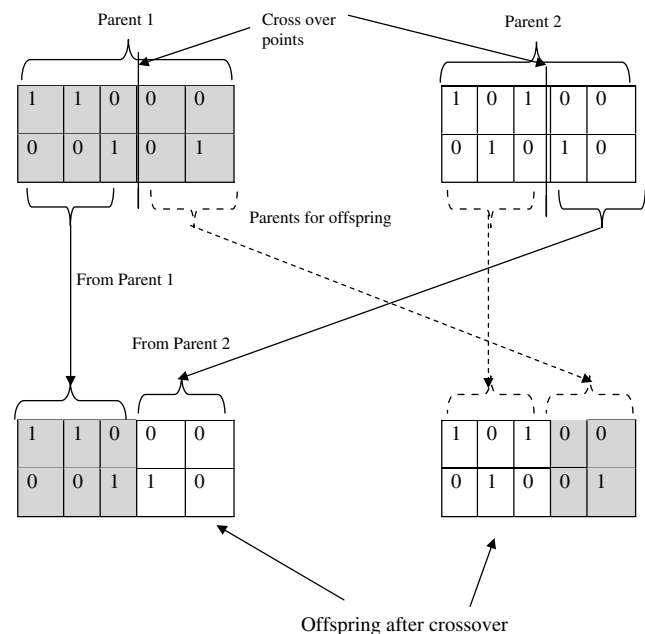 Parent 1
Cross over
points
Parent 2
1 1 0 0 0
0 0 1 0 1
1 0 1 0 0
0 1 0 1 0
Parents for offspring
From Parent 1
From Parent 2
1 1 0 0 0
0 0 1 1 0
1 0 1 0 0
0 1 0 0 1
Offspring after crossover